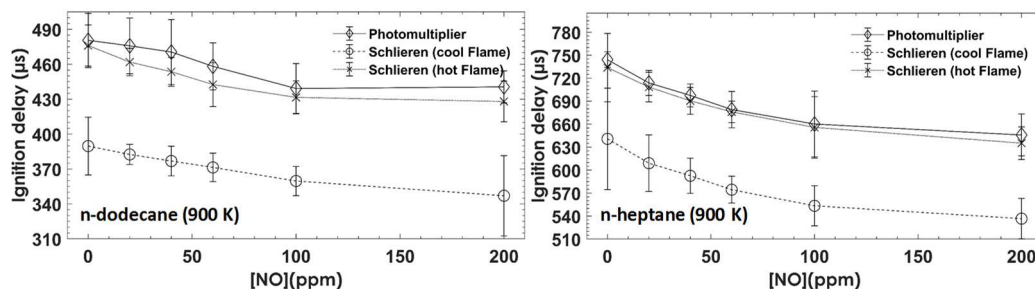 490
460
430
400
370
340
310
Ignition delay (µs)
Photomultiplier
Schlieren (cool Flame)
Schlieren (hot Flame)
n-dodecane (900 K)
0
50
100
150
200
[NO](ppm)
780
750
720
690
660
630
600
570
540
510
Ignition delay (µs)
Photomultiplier
Schlieren (cool Flame)
Schlieren (hot Flame)
n-heptane (900 K)
0
50
100
150
200
[NO](ppm)